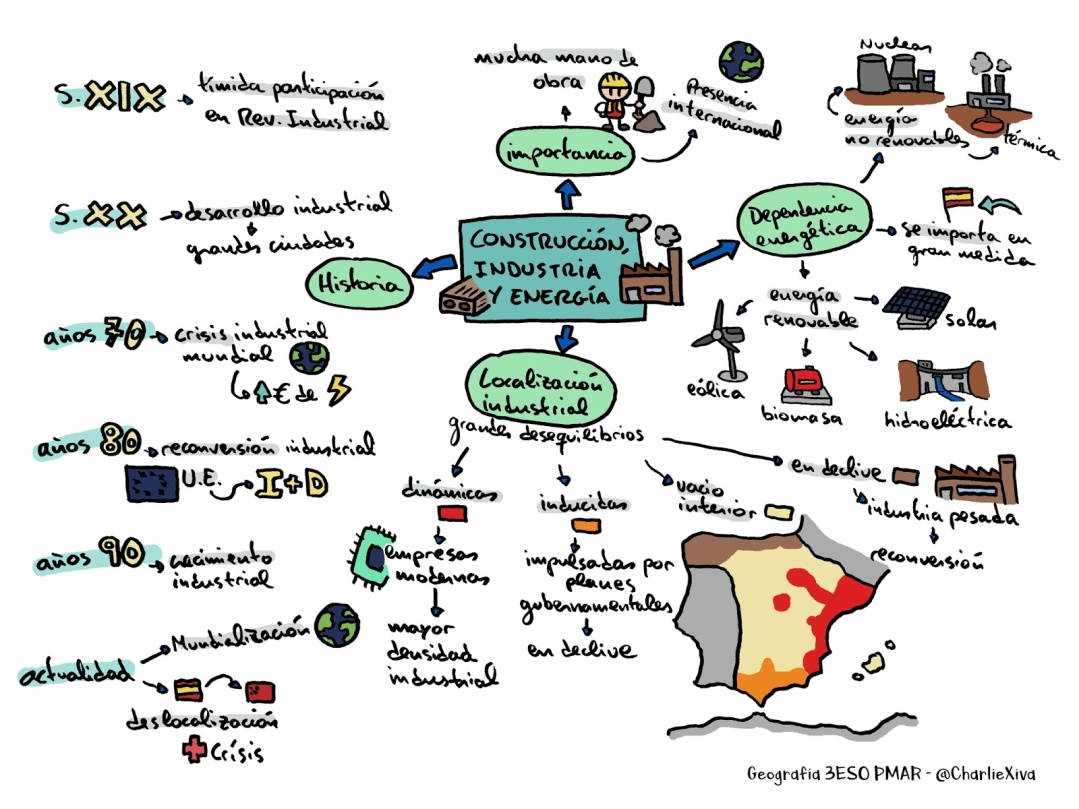 CONSTRUCCIÓN,
INDUSTRIA
Y ENERGÍA
importancia
mucha mano de
obra
Presencia
internacional
Dependencia
energética
energía
no renovables
Nuclear
térmica
se importa en
gran medida
energía
renovable
solar
eólica
biomasa
hidroeléctrica
Historia
S. XIX
tímida participación
en Rev. Industrial
S. XX
desarrollo industrial
grandes ciudades
años 70
crisis industrial
mundial
€ de
años 80
reconversión industrial
U.E.
I+D
años 90
crecimiento
industrial
actualidad
Mundialización
deslocalización
Crísis
Localización
industrial
grandes desequilibrios
dinámicas
empresas
modernas
mayor
densidad
industrial
inducidas
impulsadas por
planes
gubernamentales
en declive
vacio
interior
en declive
industria pesada
reconversión
Geografía 3ESO PMAR - @CharlieXiva